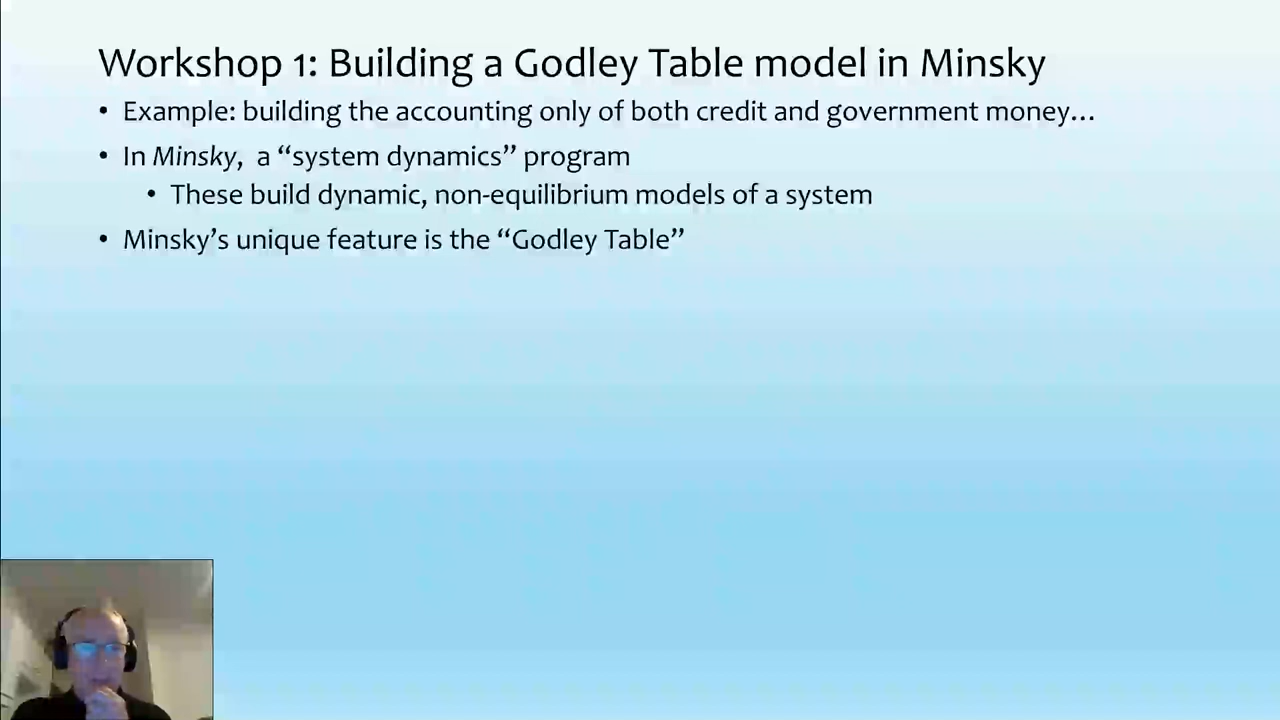 Workshop 1: Building a Godley Table model in Minsky
• Example: building the accounting only of both credit and government money…
• In Minsky,  a “system dynamics” program
• These build dynamic, non-equilibrium models of a system
• Minsky’s unique feature is the “Godley Table”